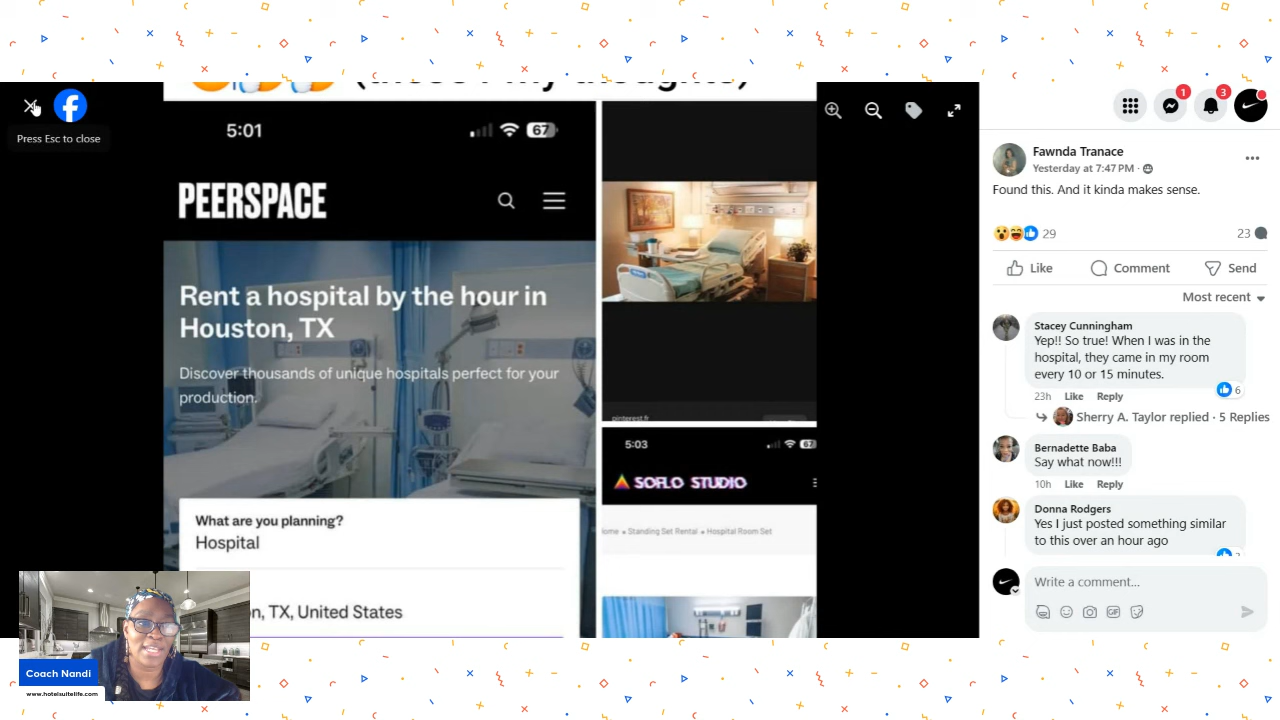 Press Esc to close
5:01
67
PEERSPACE
Rent a hospital by the hour in
Houston, TX
Discover thousands of unique hospitals perfect for your
production.
What are you planning?
Hospital
n, TX, United States
pinterest.fr
5:03
67
SOFLO STUDIO
ome
Standing Set Rental
Hospital Room Set
1
3
Fawnda Tranace
Yesterday at 7:47 PM ·
Found this. And it kinda makes sense.
29
23
Like
Comment
Send
Most recent
Stacey Cunningham
Yep!! So true! When I was in the
hospital, they came in my room
every 10 or 15 minutes.
6
23h Like Reply
Sherry A. Taylor replied · 5 Replies
Bernadette Baba
Say what now!!!
10h Like Reply
Donna Rodgers
Yes I just posted something similar
to this over an hour ago
Write a comment...
GIF
Coach Nandi
www.hotelsuitelife.com